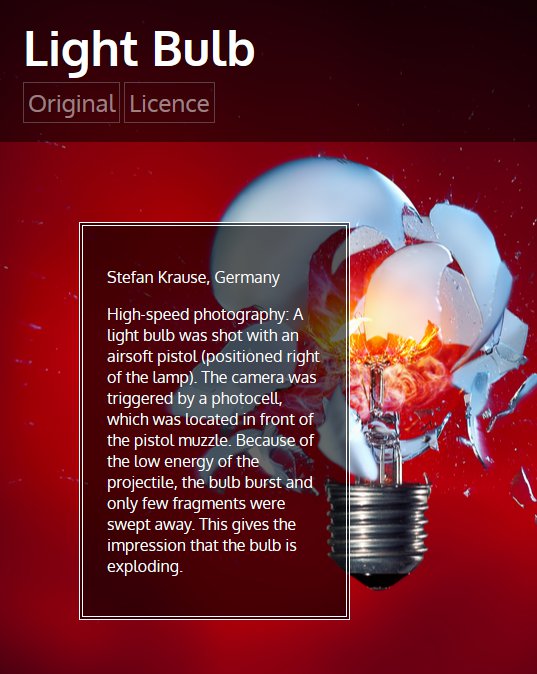 Light Bulb
Original Licence
Stefan Krause, Germany
High-speed photography: A
light bulb was shot with an
airsoft pistol (positioned right
of the lamp). The camera was
triggered by a photocell,
which was located in front of
the pistol muzzle. Because of
the low energy of the
projectile, the bulb burst and
only few fragments were
swept away. This gives the
impression that the bulb is
exploding.